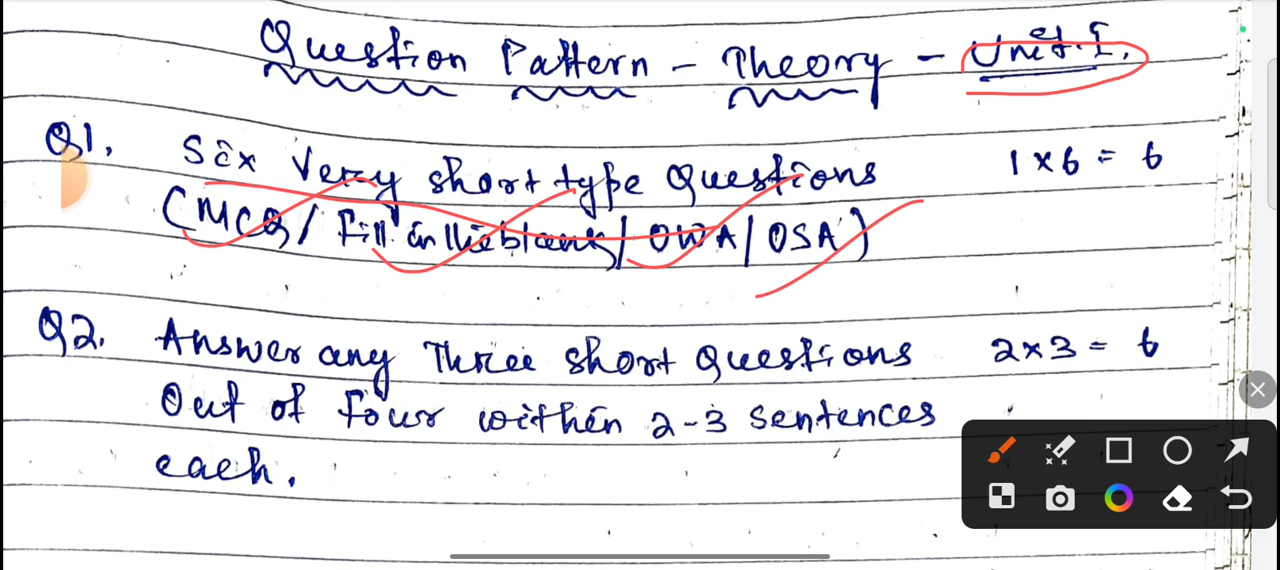 Question Pattern - Theory - Unit-I.
Q1. Six Very short type Questions 1 x 6 = 6
(MCQ/ Fill in the blank/ OWA/ OSA)
Q2. Answer any Three short Questions 2 x 3 = 6
Out of Four within 2-3 sentences
each.